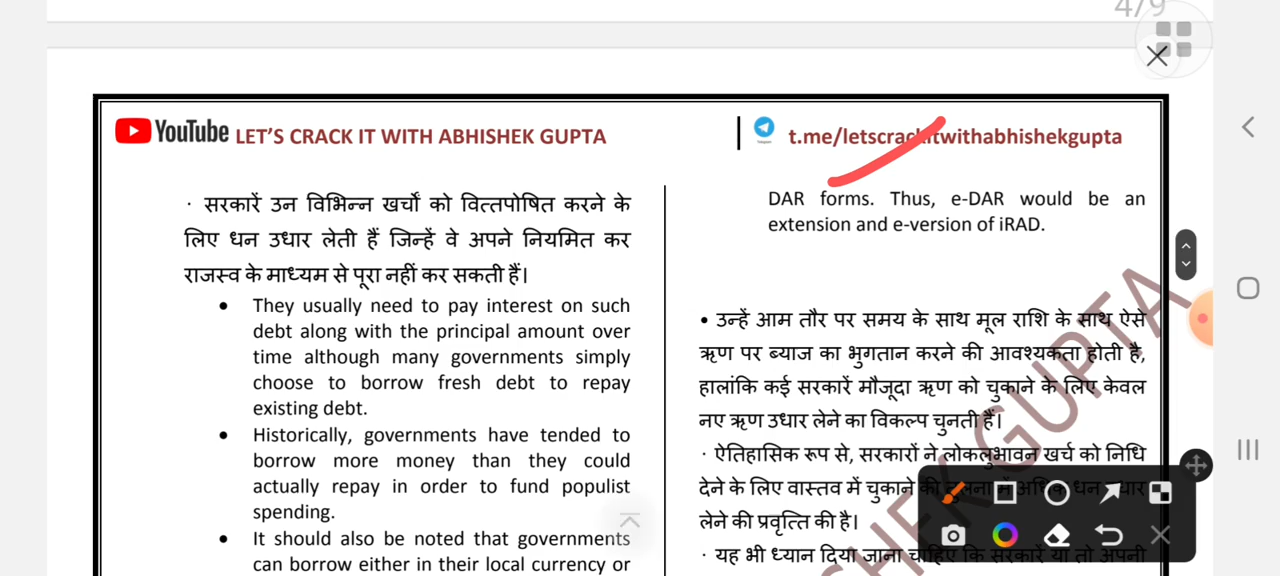 4/9
YouTube LET'S CRACK IT WITH ABHISHEK GUPTA
t.me/letscrackitwithabhishekgupta
· सरकारें उन विभिन्न खर्चों को वित्तपोषित करने के
लिए धन उधार लेती हैं जिन्हें वे अपने नियमित कर
राजस्व के माध्यम से पूरा नहीं कर सकती हैं।
• They usually need to pay interest on such
debt along with the principal amount over
time although many governments simply
choose to borrow fresh debt to repay
existing debt.
• Historically, governments have tended to
borrow more money than they could
actually repay in order to fund populist
spending.
• It should also be noted that governments
can borrow either in their local currency or
DAR forms. Thus, e-DAR would be an
extension and e-version of iRAD.
• उन्हें आम तौर पर समय के साथ मूल राशि के साथ ऐसे
ऋण पर ब्याज का भुगतान करने की आवश्यकता होती है,
हालांकि कई सरकारें मौजूदा ऋण को चुकाने के लिए केवल
नए ऋण उधार लेने का विकल्प चुनती हैं।
· ऐतिहासिक रूप से, सरकारों ने लोकलुभावन खर्च को निधि
देने के लिए वास्तव में चुकाने की तुलना में अधिक धन उधार
लेने की प्रवृत्ति की है।
· यह भी ध्यान दिया जाना चाहिए कि सरकारें या तो अपनी
SHEK GUPTA